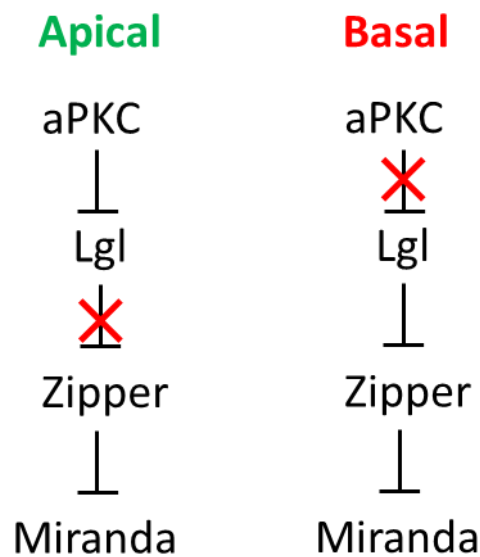 Apical Basal
aPKC aPKC
Lgl Lgl
Zipper Zipper
Miranda Miranda